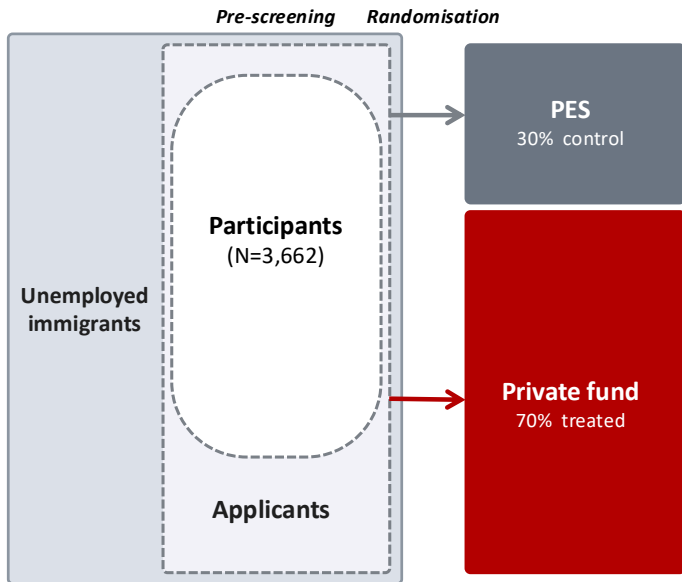 Pre-screening
Randomisation
PES
30% control
Participants
(N=3,662)
Unemployed
immigrants
Private fund
70% treated
Applicants